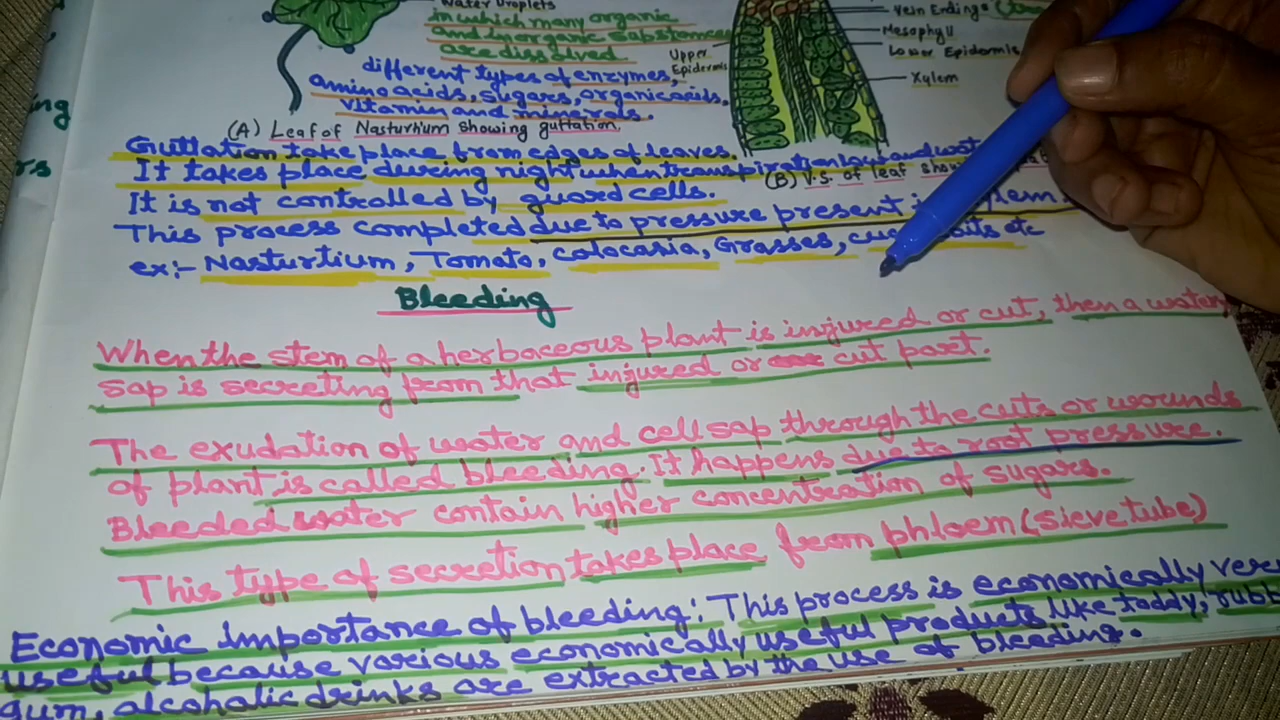 Water Droplets
in which many organic
and inorganic substances
are dissolved
different types of enzymes,
amino acids, sugars, organic acids,
vitamin and minerals.
(A) Leaf of Nasturtium showing guttation.
Vein Endings
Mesophyll
Lower Epidermis
Upper
Epidermis
Xylem
(B) V.S. of leaf
Guttation take place from edges of leaves.
It takes place during night when transpiration low and
It is not controlled by guard cells.
This process completed due to pressure present
ex:- Nasturtium, Tomato, Colocasia, Grasses, etc
Bleeding
When the stem of a herbaceous plant is injured or cut, then a watery
sap is secreting from that injured or cut part.
The exudation of water and cell sap through the cuts or wounds
of plant is called bleeding. It happens due to root pressure.
Bleeded water contain higher concentration of sugars.
This type of secretion takes place from phloem (sieve tube)
Economic importance of bleeding: This process is economically very
useful because various economically useful products like toddy, rubb
gum, alcohalic drinks are extracted by the use of bleeding.